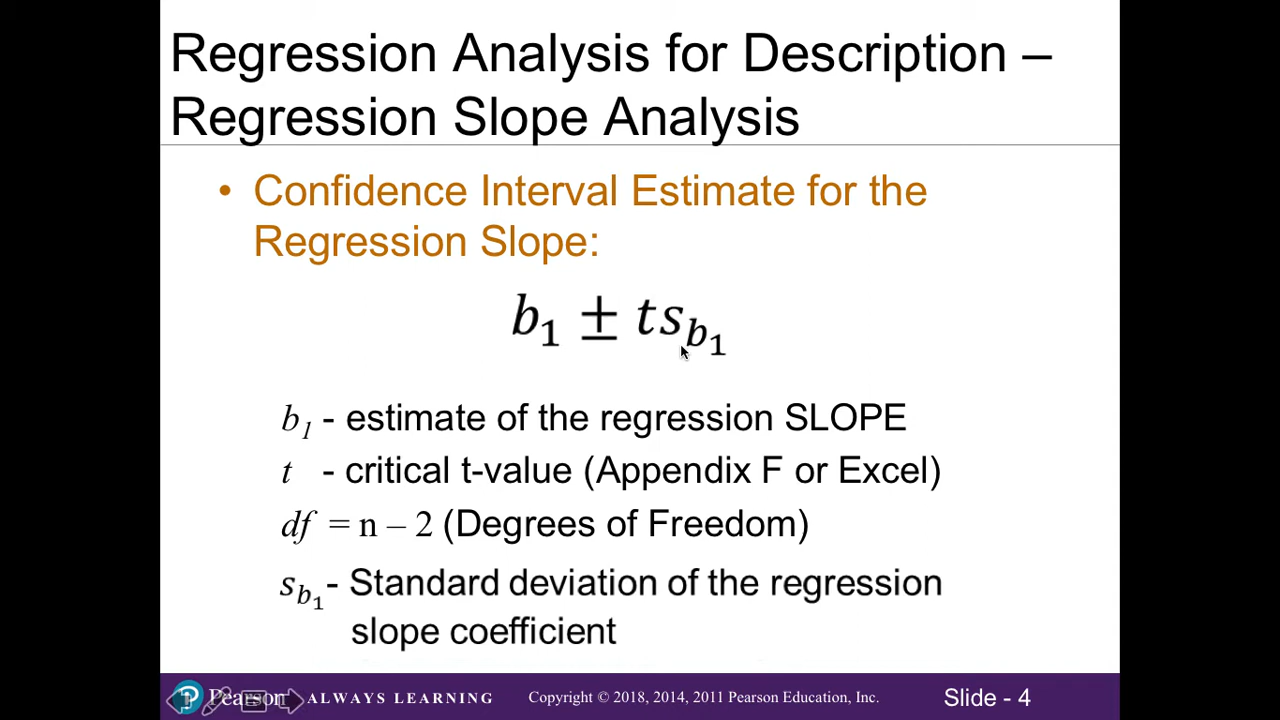 Regression Analysis for Description –
Regression Slope Analysis
• Confidence Interval Estimate for the
Regression Slope:
b₁ ± ts_b₁
b₁ - estimate of the regression SLOPE
t - critical t-value (Appendix F or Excel)
df = n – 2 (Degrees of Freedom)
s_b₁ - Standard deviation of the regression
slope coefficient
P Pearson ALWAYS LEARNING Copyright © 2018, 2014, 2011 Pearson Education, Inc. Slide - 4